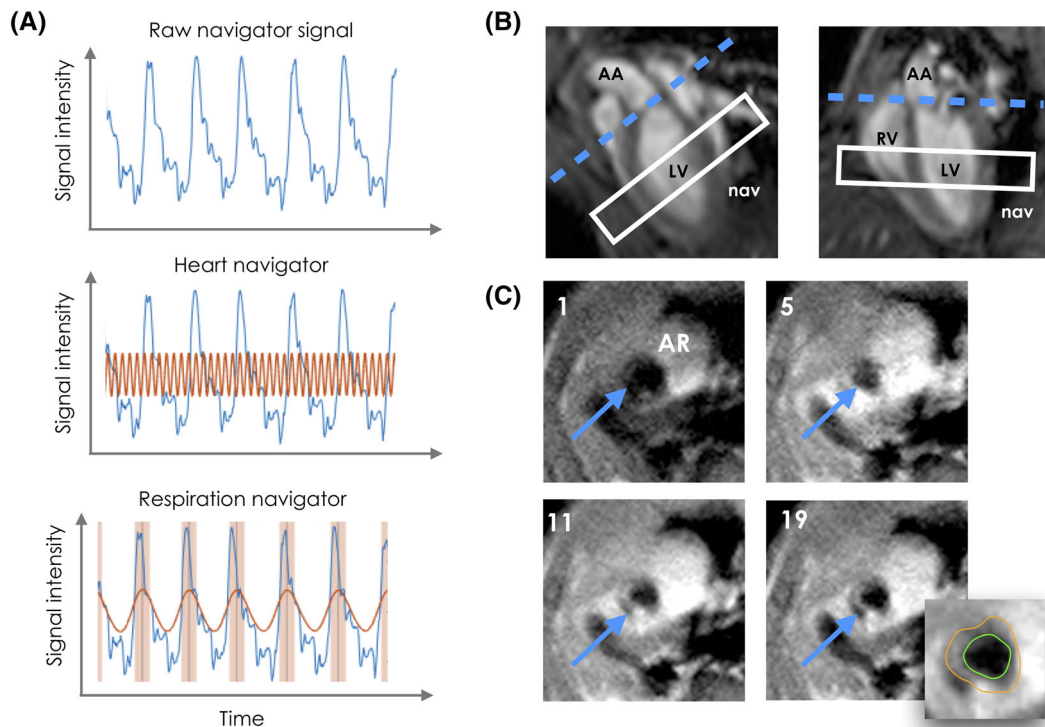 (A)
Raw navigator signal
Signal intensity
Heart navigator
Signal intensity
Respiration navigator
Signal intensity
Time
(B)
AA
LV
nav
AA
RV
LV
nav
(C)
1
AR
5
11
19